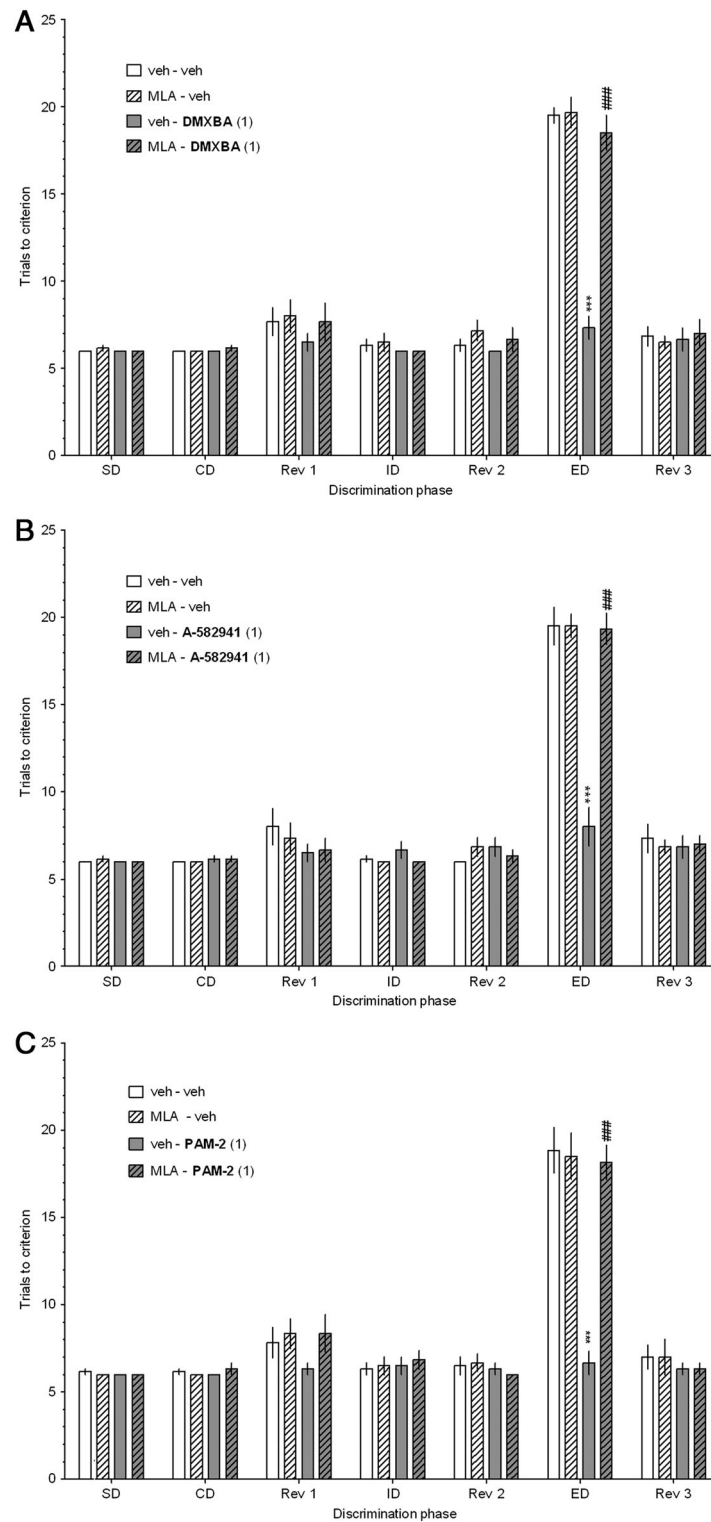 A
25
veh - veh
MLA - veh
veh - DMXBA (1)
MLA - DMXBA (1)
20
###
15
Trials to criterion
10
***
5
0
SD CD Rev 1 ID Rev 2 ED Rev 3
Discrimination phase
B
25
veh - veh
MLA - veh
veh - A-582941 (1)
MLA - A-582941 (1)
20
###
15
Trials to criterion
10
***
5
0
SD CD Rev 1 ID Rev 2 ED Rev 3
Discrimination phase
C
25
veh - veh
MLA - veh
veh - PAM-2 (1)
MLA - PAM-2 (1)
20
###
15
Trials to criterion
10
***
5
0
SD CD Rev 1 ID Rev 2 ED Rev 3
Discrimination phase